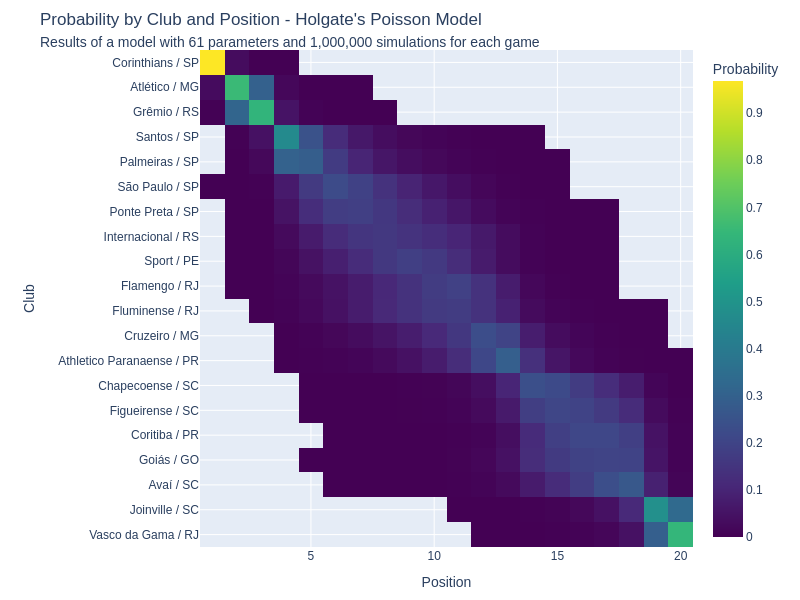 Probability by Club and Position - Holgate's Poisson Model
Results of a model with 61 parameters and 1,000,000 simulations for each game
Probability
Corinthians / SP
Atlético / MG
Grêmio / RS
Santos / SP
Palmeiras / SP
São Paulo / SP
Ponte Preta / SP
Internacional / RS
Sport / PE
Flamengo / RJ
Fluminense / RJ
Cruzeiro / MG
Athletico Paranaense / PR
Chapecoense / SC
Figueirense / SC
Coritiba / PR
Goiás / GO
Avaí / SC
Joinville / SC
Vasco da Gama / RJ
Club
5 10 15 20
Position
0.9
0.8
0.7
0.6
0.5
0.4
0.3
0.2
0.1
0